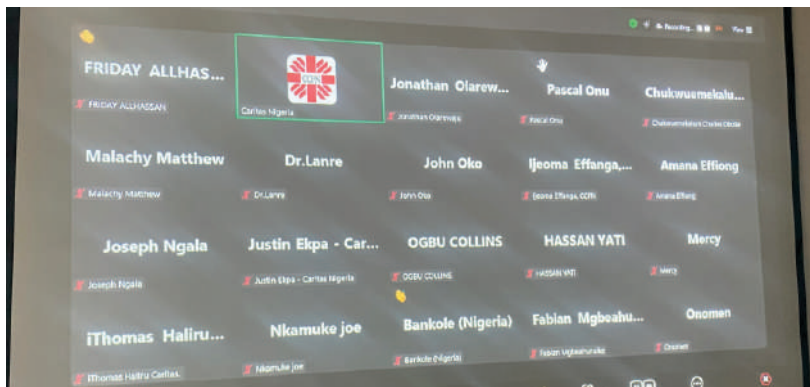 Recording...
View
FRIDAY ALLHAS...
FRIDAY ALLHASSAN
CCFN
Caritas Nigeria
Jonathan Olarew...
Jonathan Olarewaju
Pascal Onu
Pascal Onu
Chukwuemekalu...
Malachy Matthew
Malachy Matthew
Dr.Lanre
Dr.Lanre
John Oko
John Oko
Ijeoma Effanga,...
Ijeoma Effanga, CCFN
Amana Effiong
Amana Effiong
Joseph Ngala
Joseph Ngala
Justin Ekpa - Car...
Justin Ekpa - Caritas Nigeria
OGBU COLLINS
OGBU COLLINS
HASSAN YATI
HASSAN YATI
Mercy
Mercy
iThomas Haliru...
iThomas Haliru Caritas.
Nkamuke joe
Nkamuke joe
Bankole (Nigeria)
Bankole (Nigeria)
Fabian Mgbeahu...
Fabian Mgbeahuruike
Onomen
Onomen